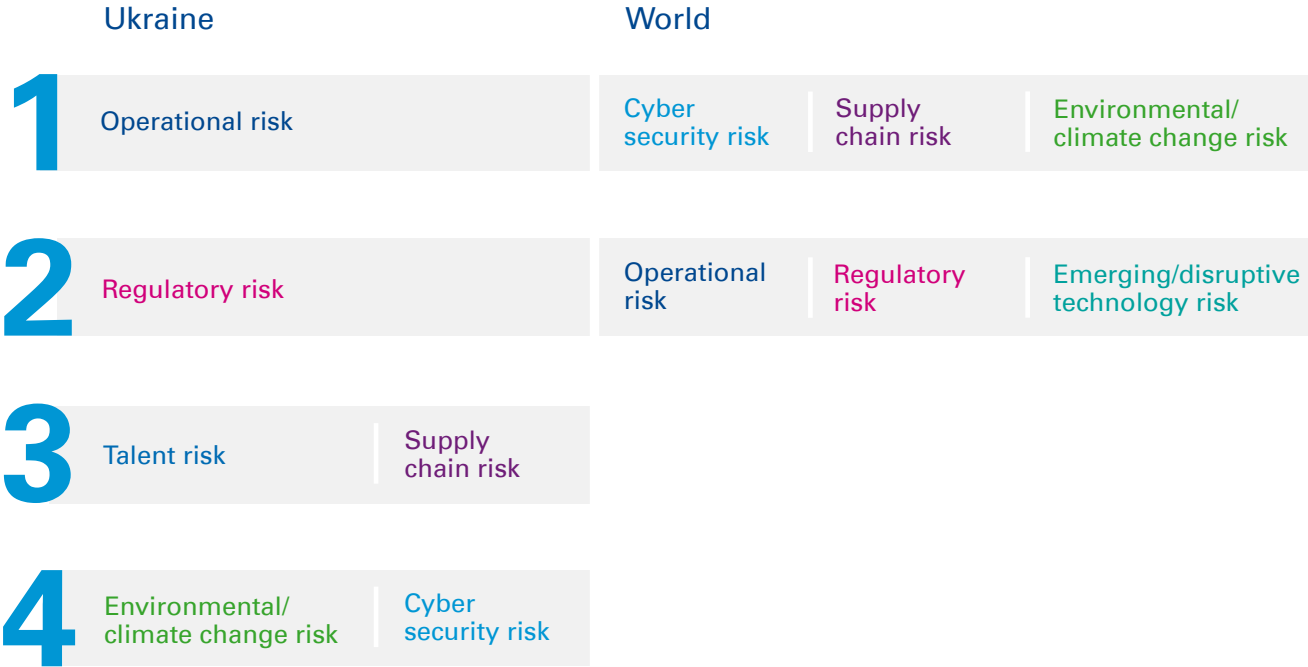 Ukraine
World
1
Operational risk
Cyber
security risk
Supply
chain risk
Environmental/
climate change risk
2
Regulatory risk
Operational
risk
Regulatory
risk
Emerging/disruptive
technology risk
3
Talent risk
Supply
chain risk
4
Environmental/
climate change risk
Cyber
security risk